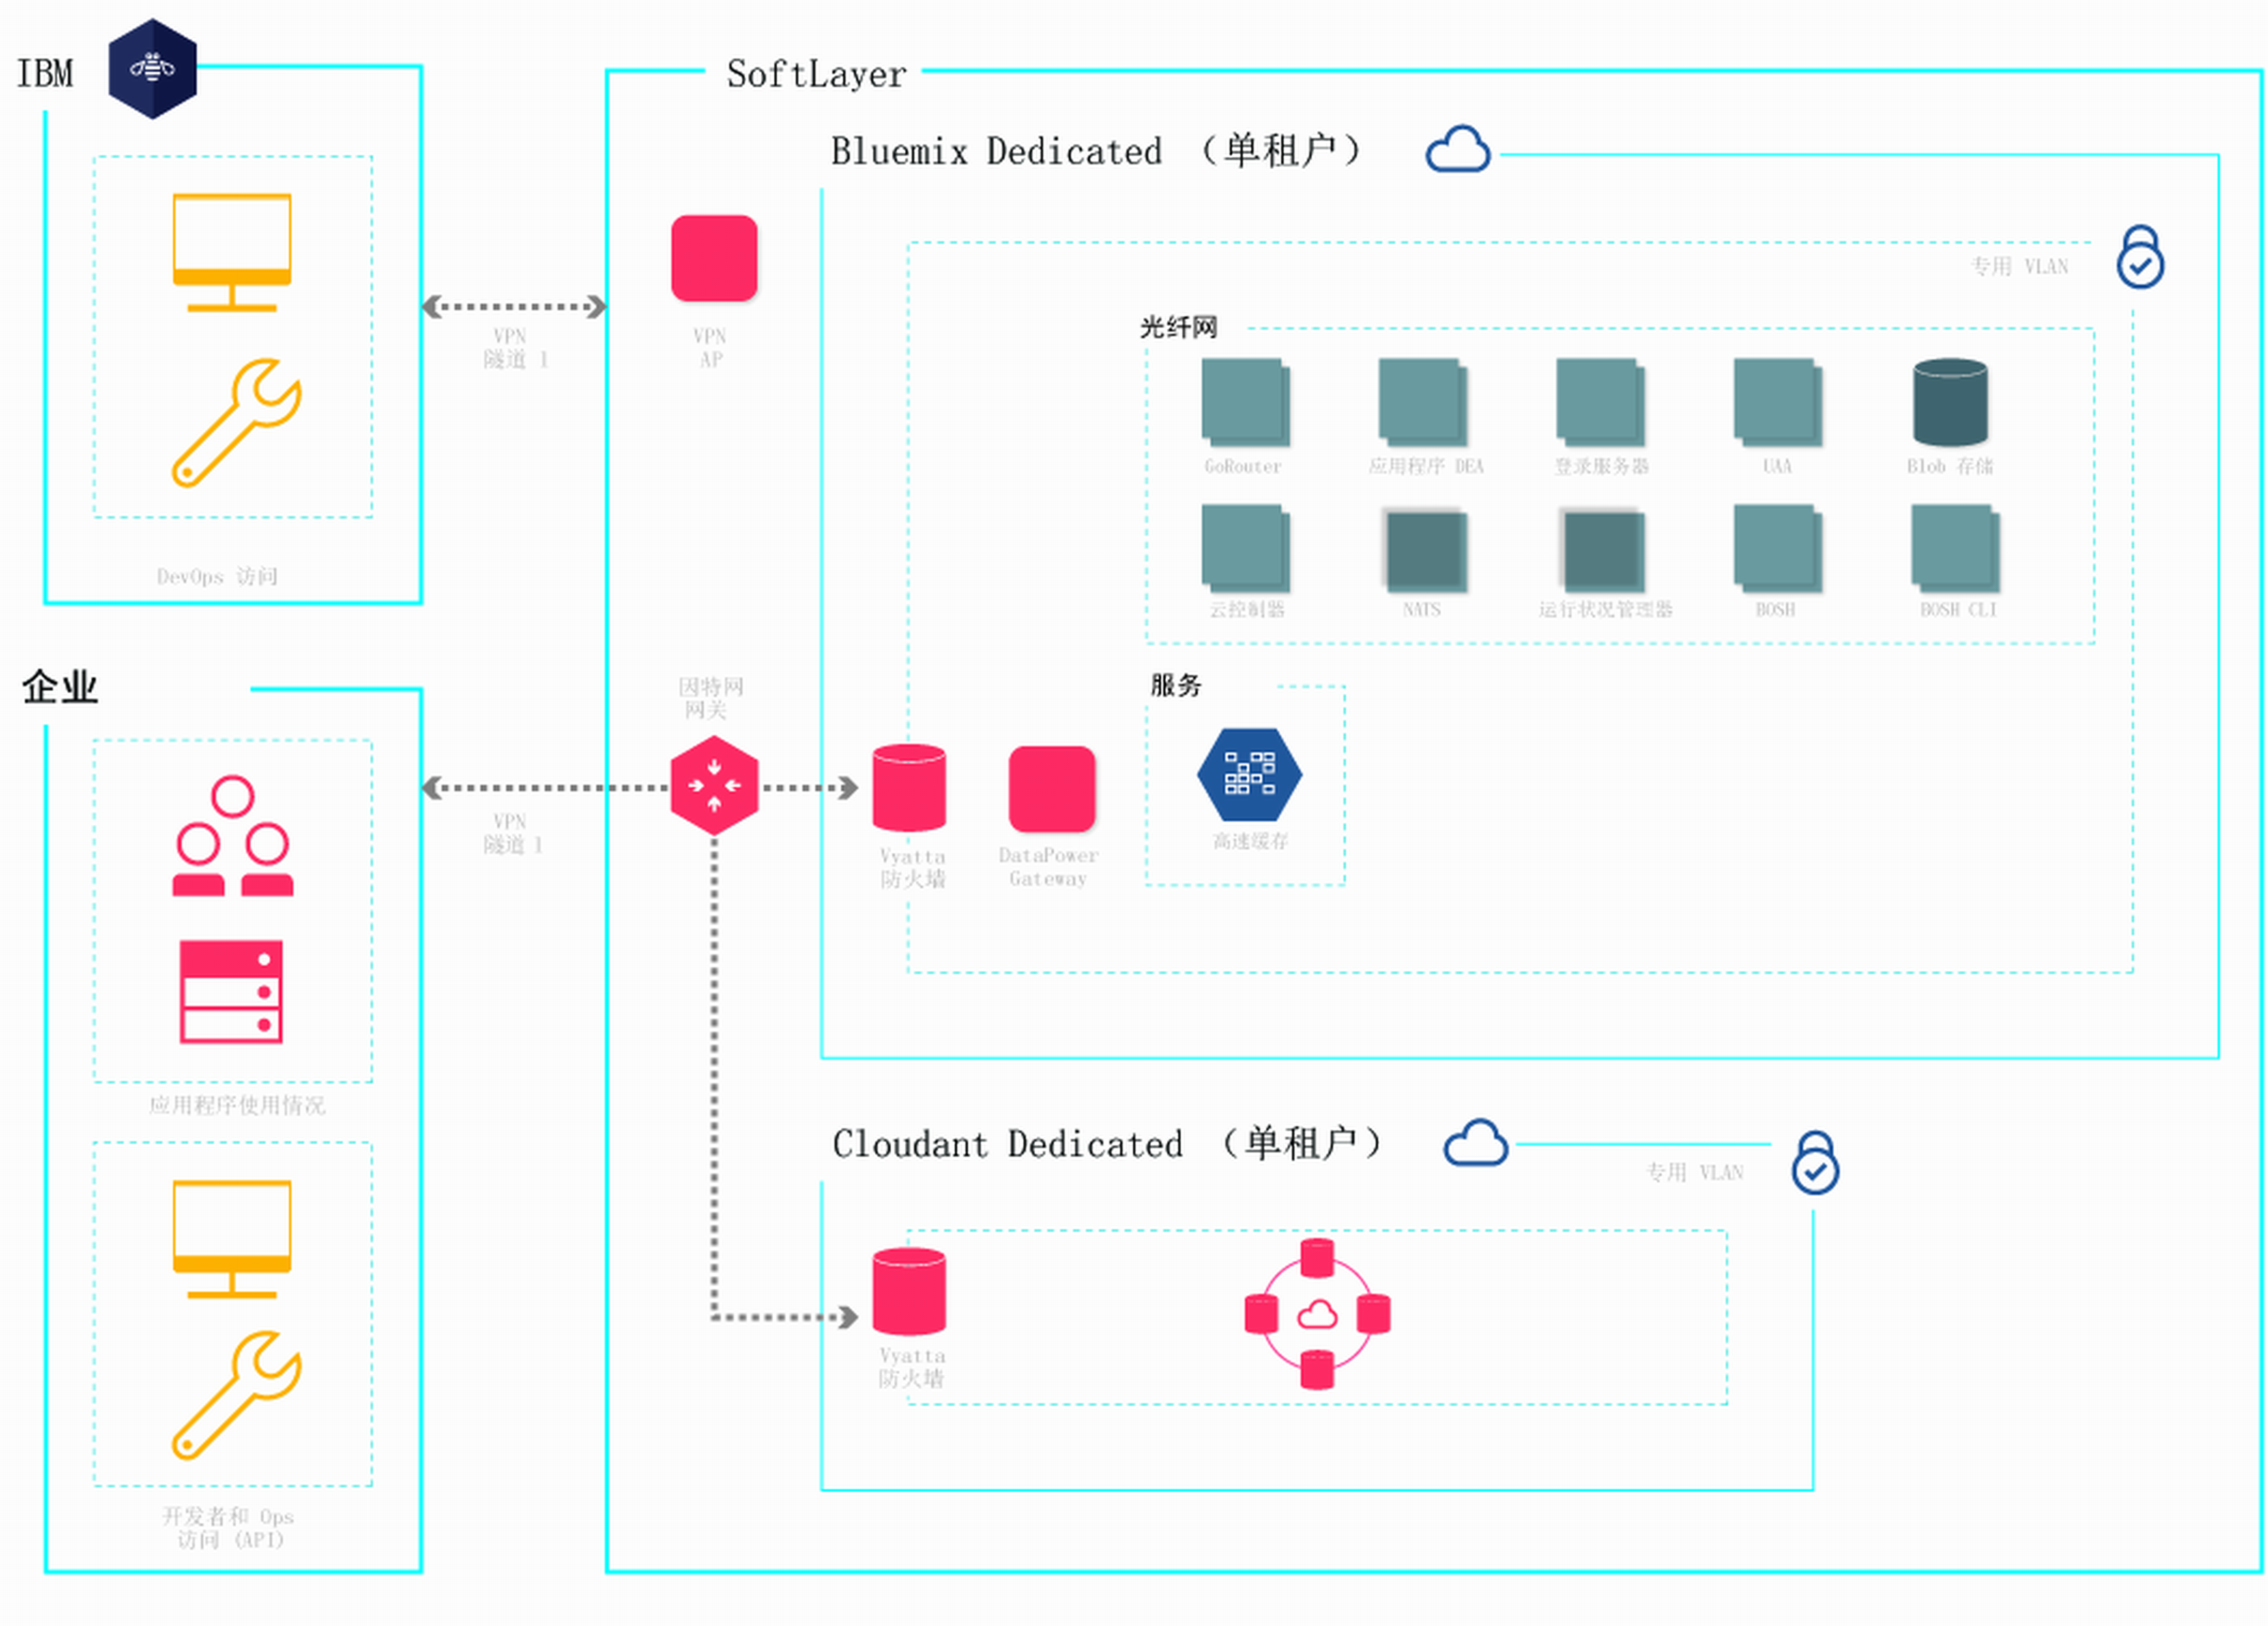 IBM
DevOps 访问
企业
应用程序使用情况
开发者和 Ops
访问 (API)
VPN
隧道 1
VPN
隧道 1
SoftLayer
VPN
AP
因特网
网关
Bluemix Dedicated （单租户）
专用 VLAN
光纤网
GoRouter
应用程序 DEA
登录服务器
UAA
Blob 存储
云控制器
NATS
运行状况管理器
BOSH
BOSH CLI
服务
高速缓存
Vyatta
防火墙
DataPower
Gateway
Cloudant Dedicated （单租户）
专用 VLAN
Vyatta
防火墙